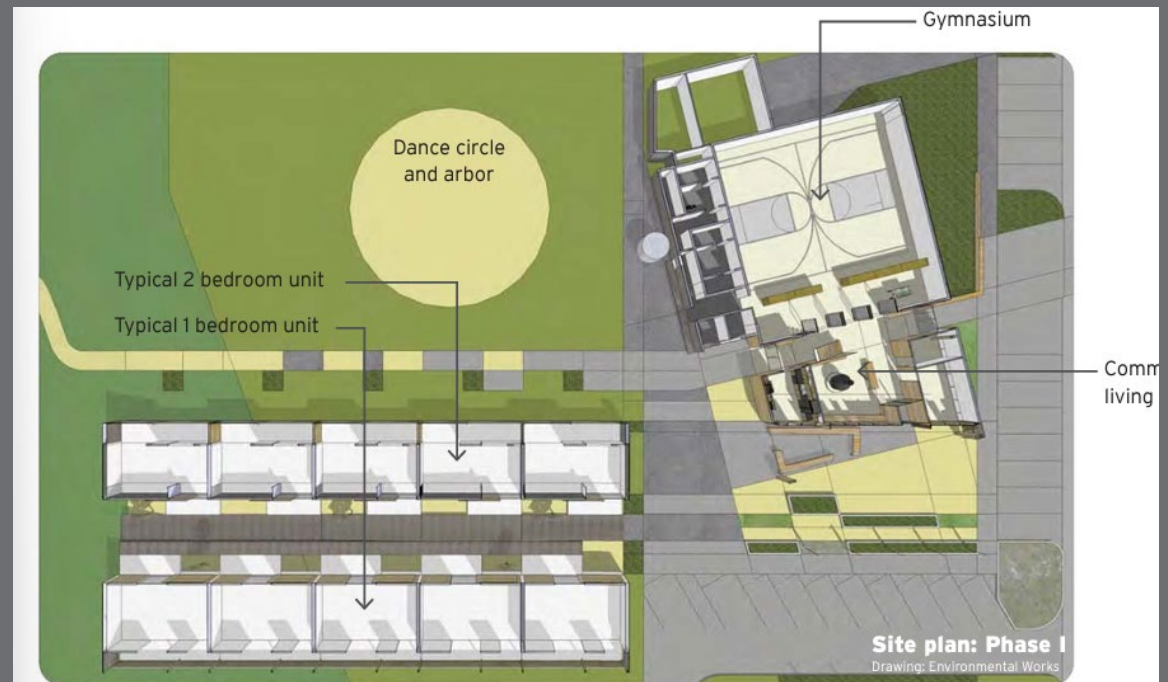 Gymnasium
Dance circle
and arbor
Typical 2 bedroom unit
Typical 1 bedroom unit
Comm
living
Site plan: Phase I
Drawing: Environmental Works